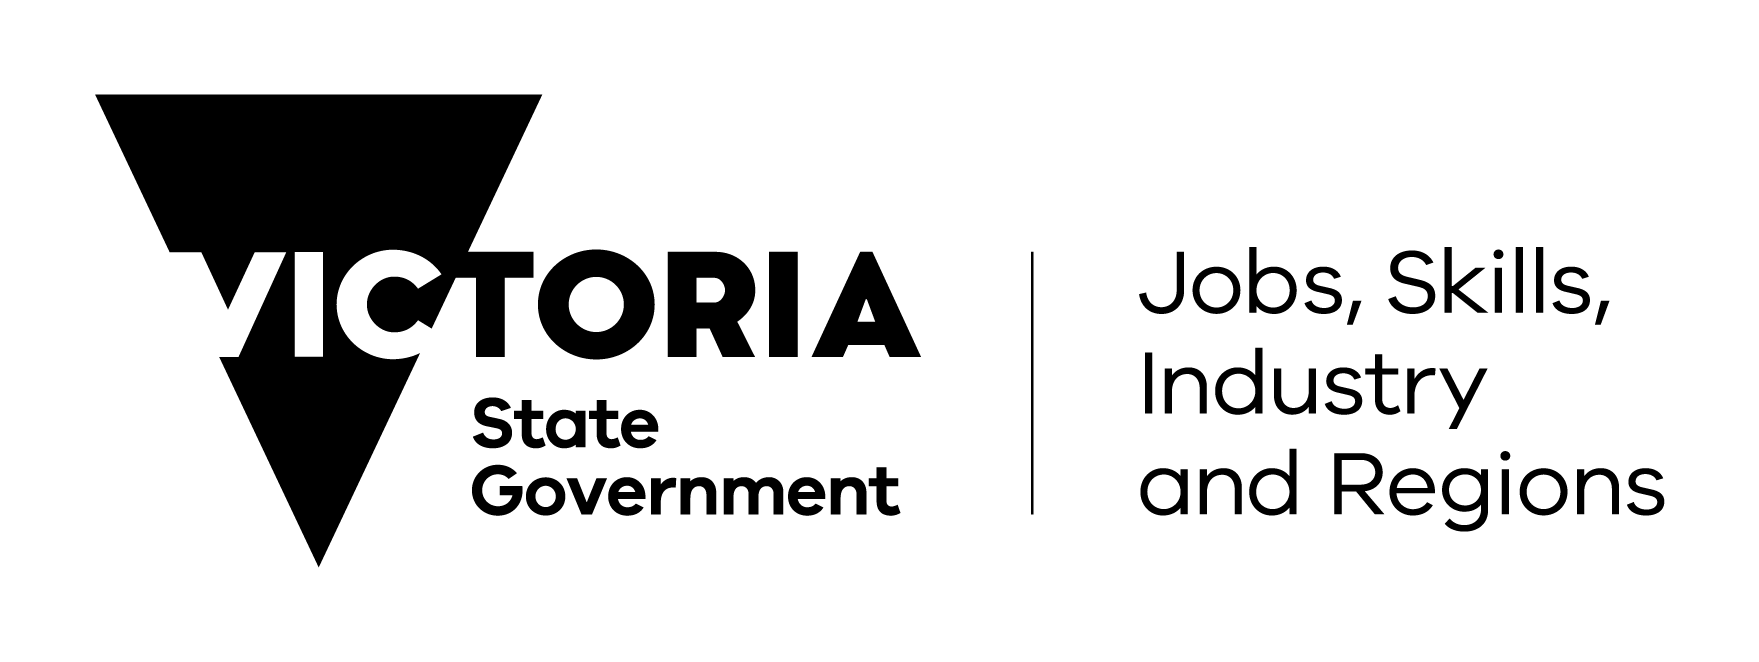 VICTORIA
State
Government
Jobs, Skills,
Industry
and Regions